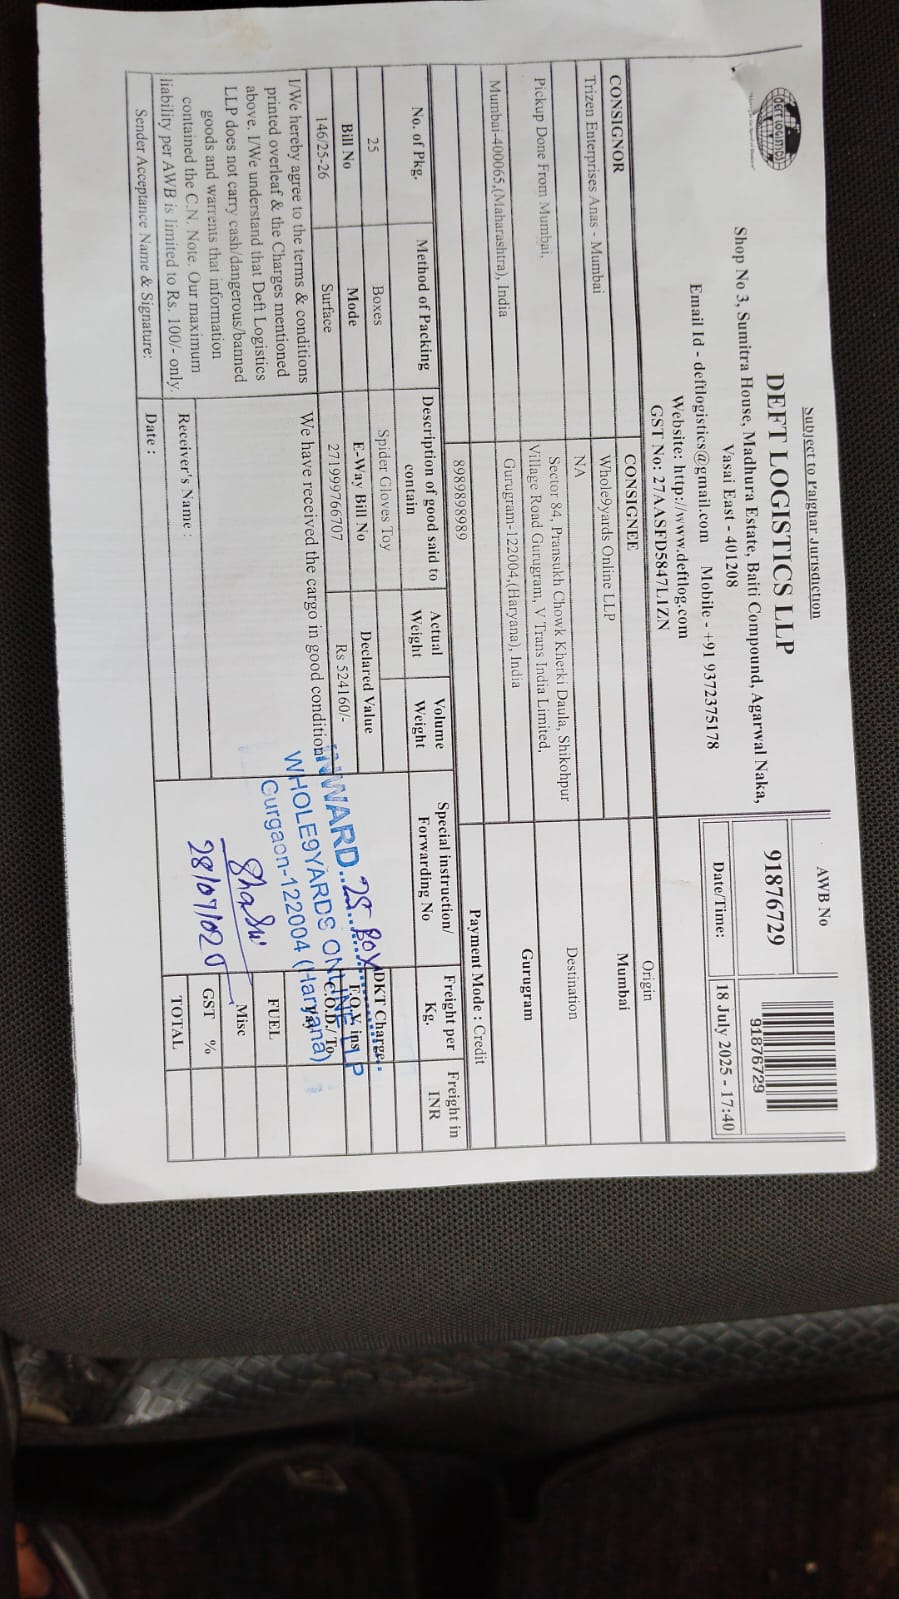 Subject to Palghar Jurisdiction
DEFT LOGISTICS LLP
Shop No 3, Sumitra House, Madhura Estate, Baiti Compound, Agarwal Naka,
Vasai East - 401208
Email Id - deftlogistics@gmail.com Mobile - +91 9372375178
Website: http://www.deftlog.com
GST No: 27AASFD5847L1ZN
DEFT LOGISTICS
AWB No
91876729
91876729
Date/Time:
18 July 2025 - 17:40
CONSIGNOR
CONSIGNEE
Origin
Trizen Enterprises Anas - Mumbai
Whole9yards Online LLP
Mumbai
NA
Destination
Pickup Done From Mumbai,
Sector 84, Pransukh Chowk Kherki Daula, Shikohpur
Village Road Gurugram, V Trans India Limited,
Gurugram
Mumbai-400065,(Maharashtra), India
Gurugram-122004,(Haryana), India
8989898989
Payment Mode : Credit
No. of Pkg.
Method of Packing
Description of good said to contain
Actual Weight
Volume Weight
Special instruction/ Forwarding No
Freight per Kg.
Freight in INR
25
Boxes
Spider Gloves Toy
DKT Charge
Bill No
Mode
E-Way Bill No
Declared Value
F.O.V ins
146/25-26
Surface
271999766707
Rs 524160/-
C.O.D./ To
I/We hereby agree to the terms & conditions
printed overleaf & the Charges mentioned
above. I/We understand that Deft Logistics
LLP does not carry cash/dangerous/banned
goods and warrents that information
contained the C.N. Note. Our maximum
liability per AWB is limited to Rs. 100/- only.
Sender Acceptance Name & Signature:
We have received the cargo in good condition
Receiver's Name :
Date :
INWARD..25 BOX
WHOLE9YARDS ONLINE LLP
Gurgaon-122004 (Haryana)
Shashi
FUEL
Misc
GST %
TOTAL